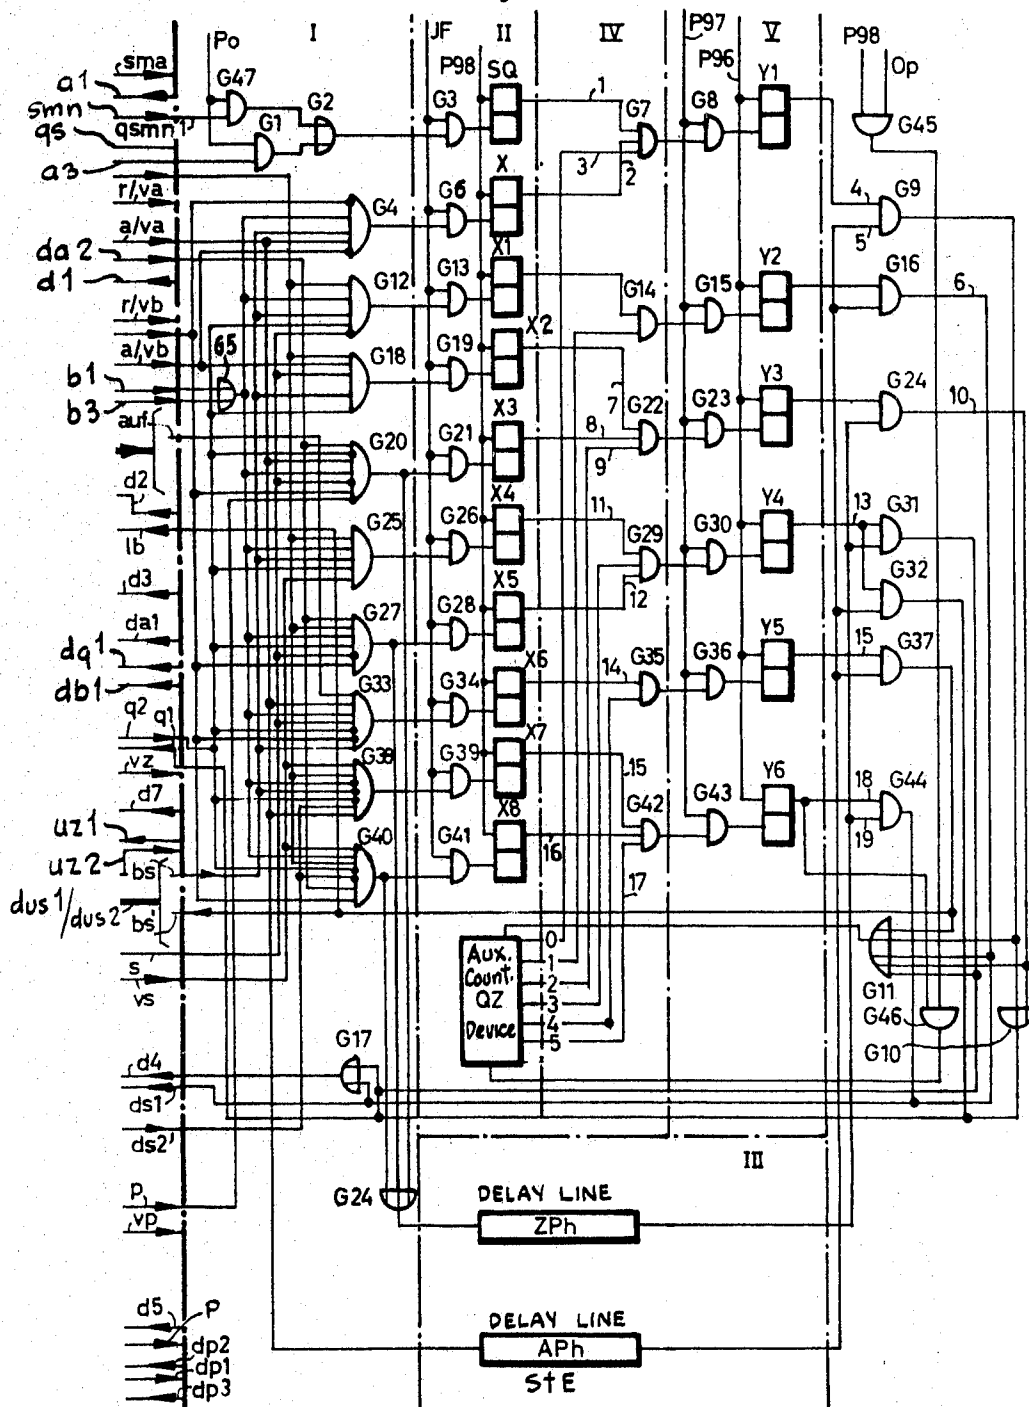 Po I JF II IV P97 V P98
P98 P96 Op
sma SQ Y1
a1 G47 G2 G3 1 G7 G8
smn qsmn G1 G45
qs
a3 3 2 X
r/va G4 G6 4 G9
a/va 5
da2 X1 Y2
d1 G12 G13 G14 G15 G16 6
r/vb
a/vb G5 G18 G19 X2 Y3
b1 7 G22 G23 G24 10
b3
auf X3
G20 G21 8 9
d2 X4 Y4
lb G25 G26 11 G29 G30 13 G31
d3 X5 12 G32
da1 G27 G28 Y5
dq1 X6 G35 G36 15 G37
db1 G33 G34 14
q2 q1 X7
vz G38 G39 15 Y6
d7 X8 G42 G43 18 G44
uz1 G40 G41 16 19
uz2 bs 17
dus1/dus2
bs'
s Aux. Count. QZ Device
0
1
2
3
4
5
vs G11
G46
G17 G10
d4
ds1
ds2'
III
p G24 DELAY LINE
vp ZPh
d5 p DELAY LINE
dp2 APh
dp1 StE
dp3